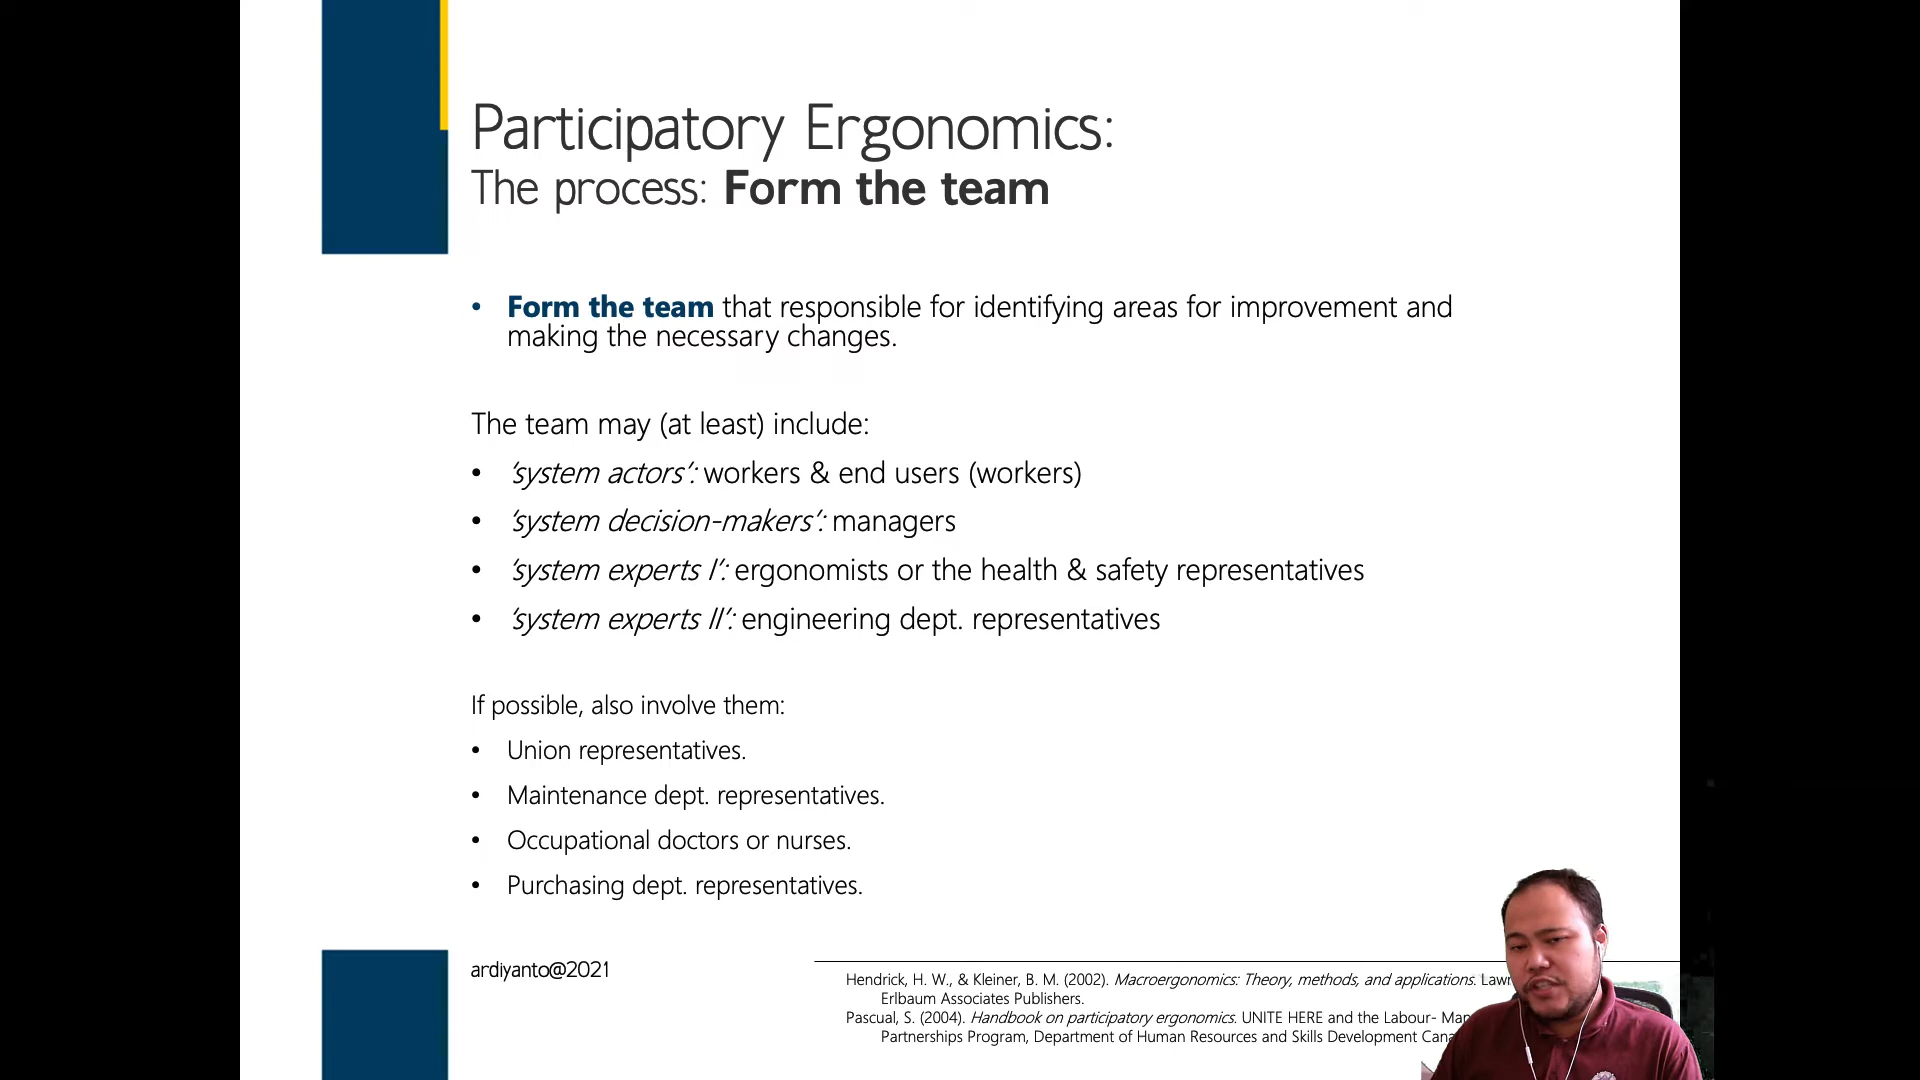 Participatory Ergonomics:
The process: Form the team
• Form the team that responsible for identifying areas for improvement and
making the necessary changes.
The team may (at least) include:
• 'system actors': workers & end users (workers)
• 'system decision-makers': managers
• 'system experts I': ergonomists or the health & safety representatives
• 'system experts II': engineering dept. representatives
If possible, also involve them:
• Union representatives.
• Maintenance dept. representatives.
• Occupational doctors or nurses.
• Purchasing dept. representatives.
ardiyanto@2021
Hendrick, H. W., & Kleiner, B. M. (2002). Macroergonomics: Theory, methods, and applications.
Erlbaum Associates Publishers.
Pascual, S. (2004). Handbook on participatory ergonomics. UNITE HERE and the Labour-
Partnerships Program, Department of Human Resources and Skills Development